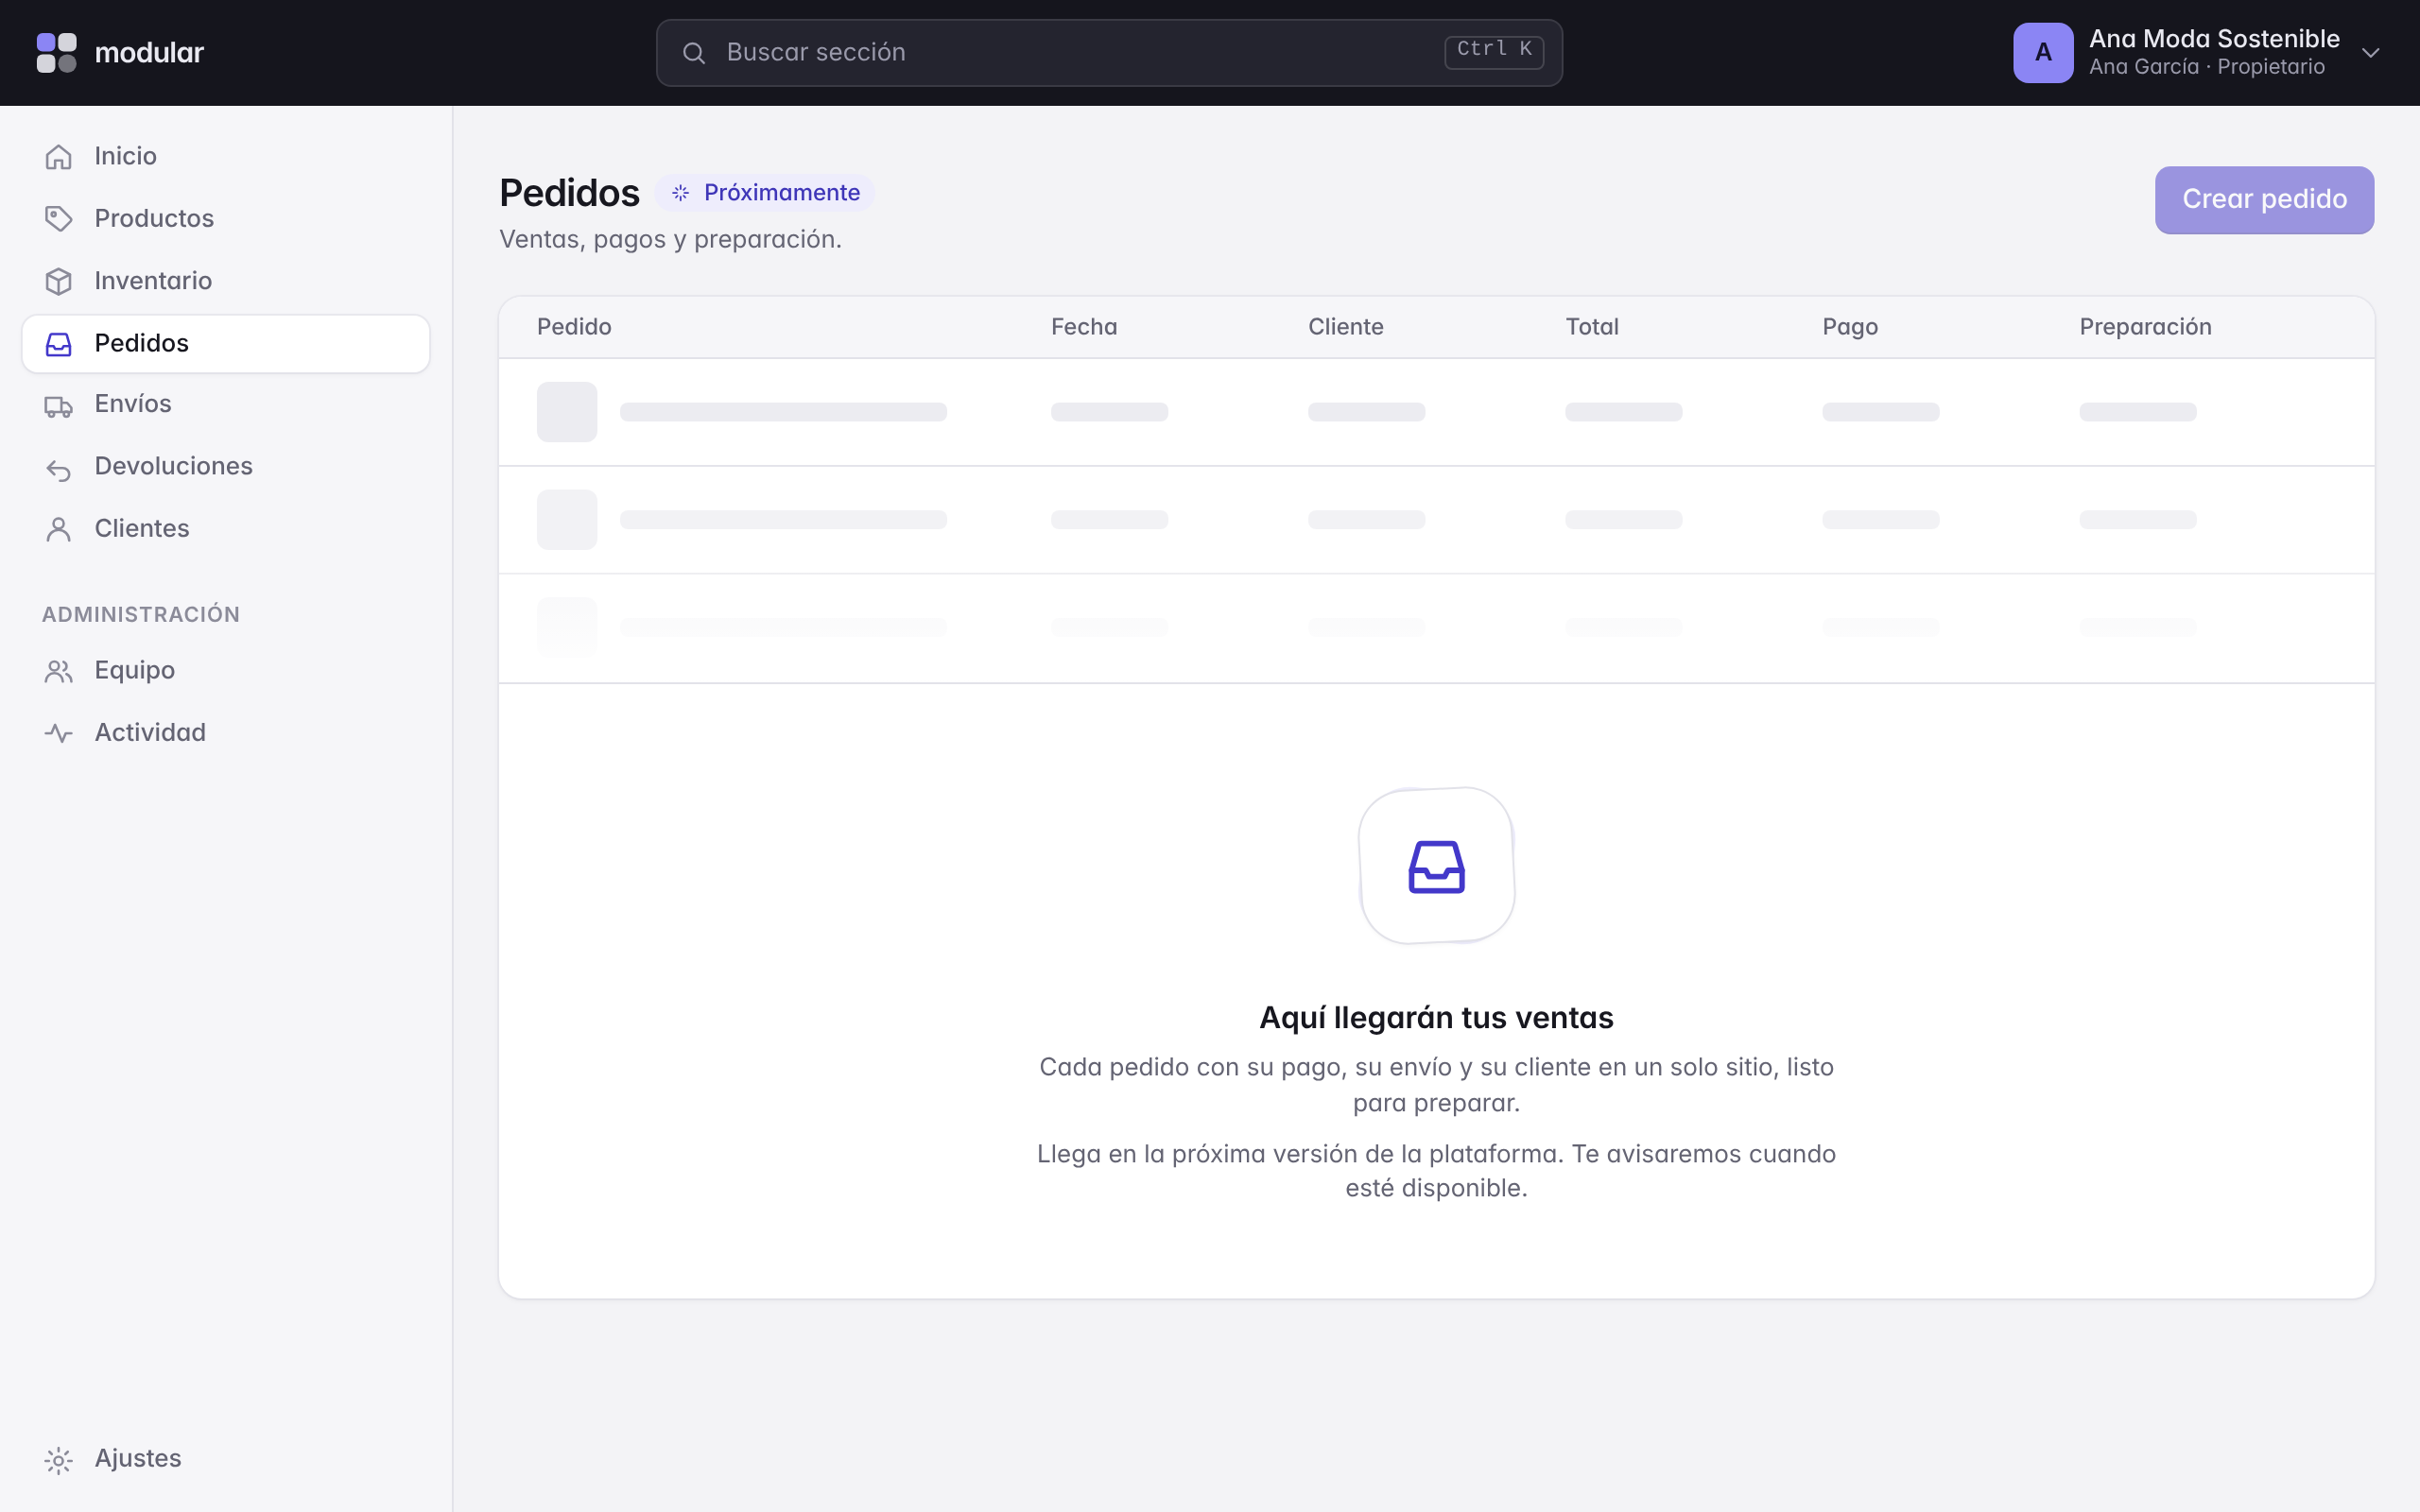 modular
Buscar sección
Ctrl K
A
Ana Moda Sostenible
Ana García · Propietario
Inicio
Productos
Inventario
Pedidos
Envíos
Devoluciones
Clientes
ADMINISTRACIÓN
Equipo
Actividad
Ajustes
Pedidos
Próximamente
Ventas, pagos y preparación.
Crear pedido
Pedido Fecha Cliente Total Pago Preparación
Aquí llegarán tus ventas
Cada pedido con su pago, su envío y su cliente en un solo sitio, listo
para preparar.
Llega en la próxima versión de la plataforma. Te avisaremos cuando
esté disponible.